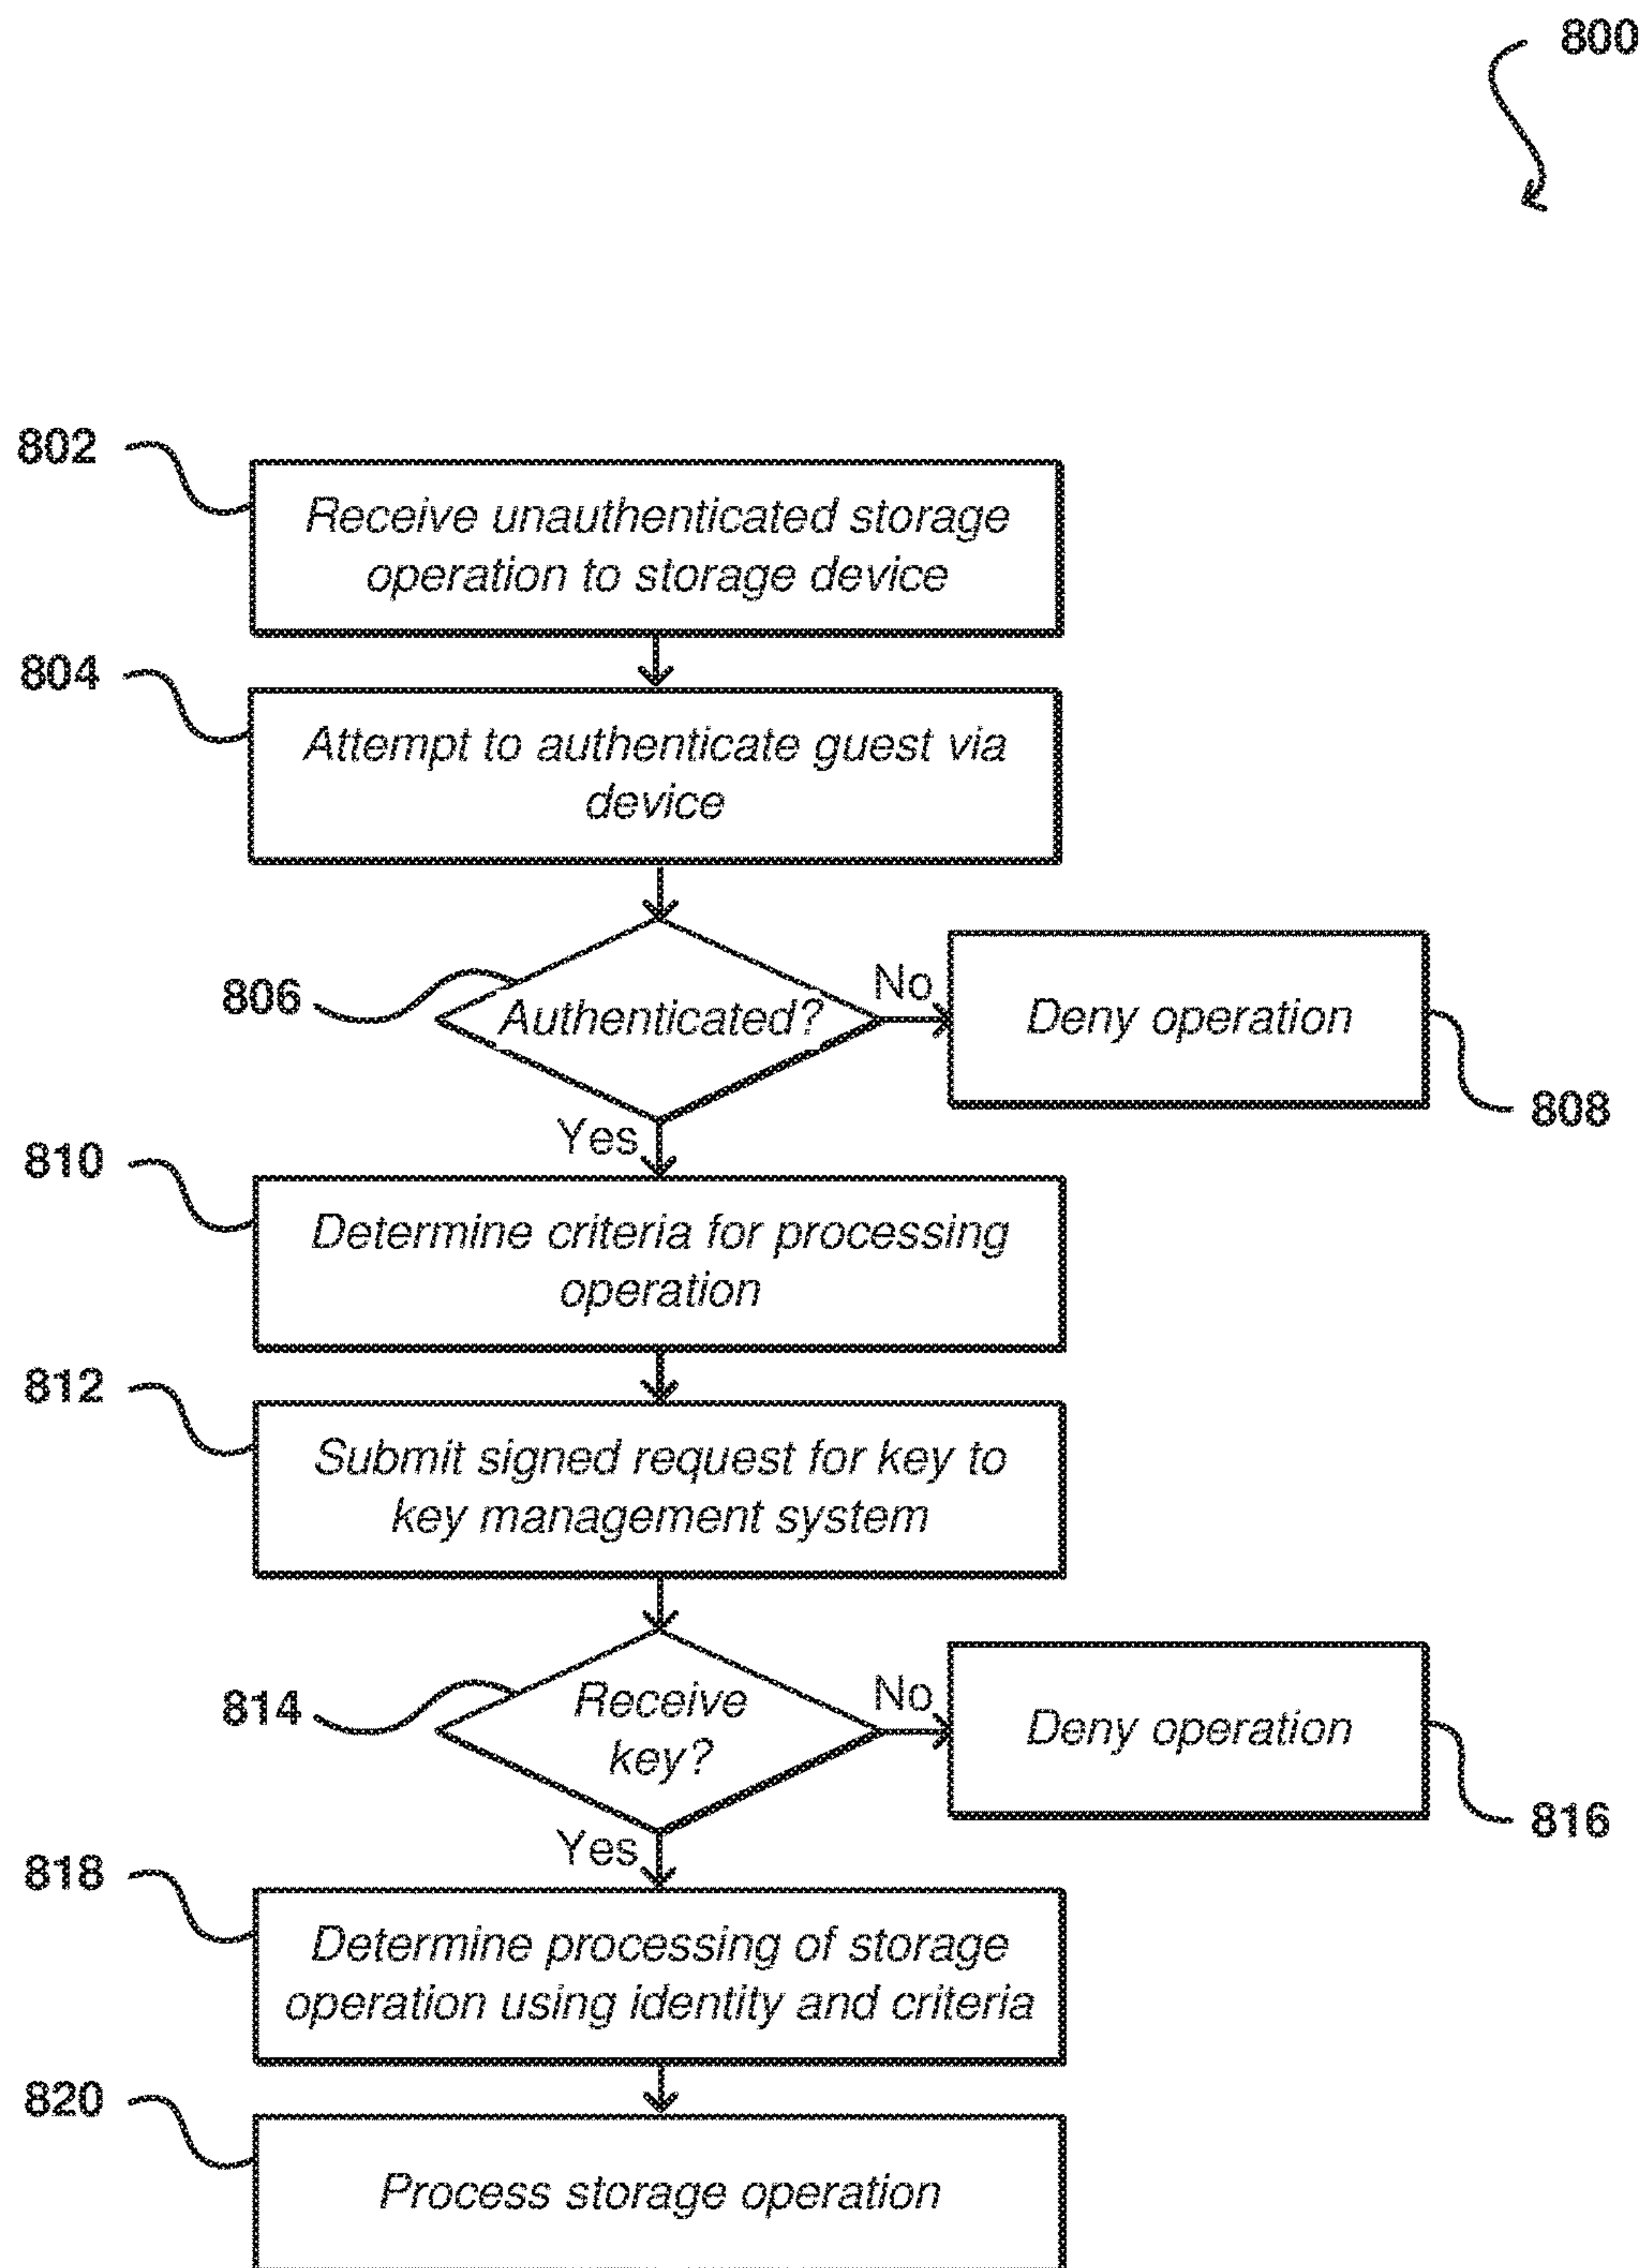 800
802
Receive unauthenticated storage
operation to storage device
804
Attempt to authenticate guest via
device
806
Authenticated?
No
Deny operation
808
Yes
810
Determine criteria for processing
operation
812
Submit signed request for key to
key management system
814
Receive
key?
No
Deny operation
816
Yes
818
Determine processing of storage
operation using identity and criteria
820
Process storage operation